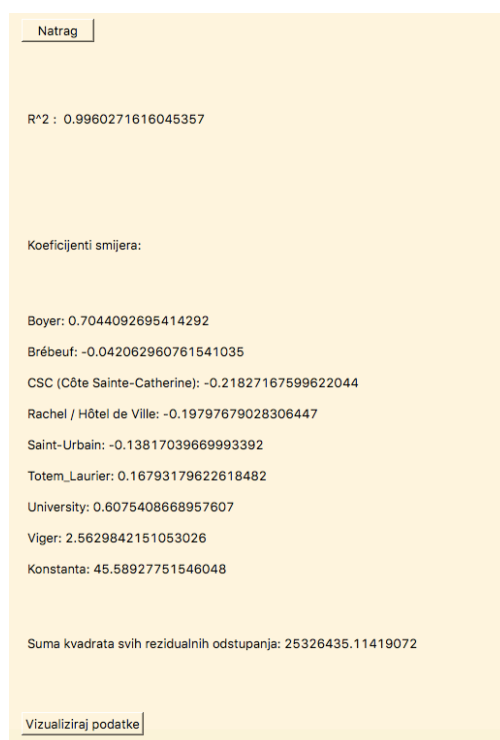 Natrag
R^2 : 0.9960271616045357
Koeficijenti smijera:
Boyer: 0.7044092695414292
Brébeuf: -0.042062960761541035
CSC (Côte Sainte-Catherine): -0.21827167599622044
Rachel / Hôtel de Ville: -0.19797679028306447
Saint-Urbain: -0.13817039669993392
Totem_Laurier: 0.16793179622618482
University: 0.6075408668957607
Viger: 2.5629842151053026
Konstanta: 45.58927751546048
Suma kvadrata svih rezidualnih odstupanja: 25326435.11419072
Vizualiziraj podatke